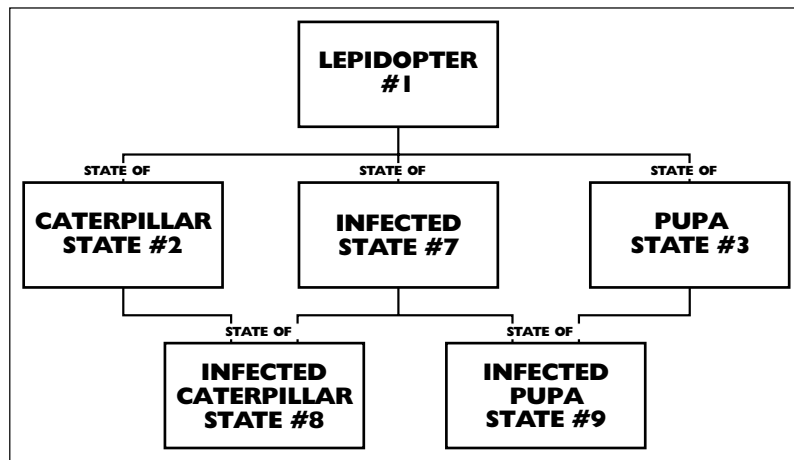 LEPIDOPTER
#1
STATE OF
STATE OF
STATE OF
CATERPILLAR
STATE #2
INFECTED
STATE #7
PUPA
STATE #3
STATE OF
STATE OF
INFECTED
CATERPILLAR
STATE #8
INFECTED
PUPA
STATE #9